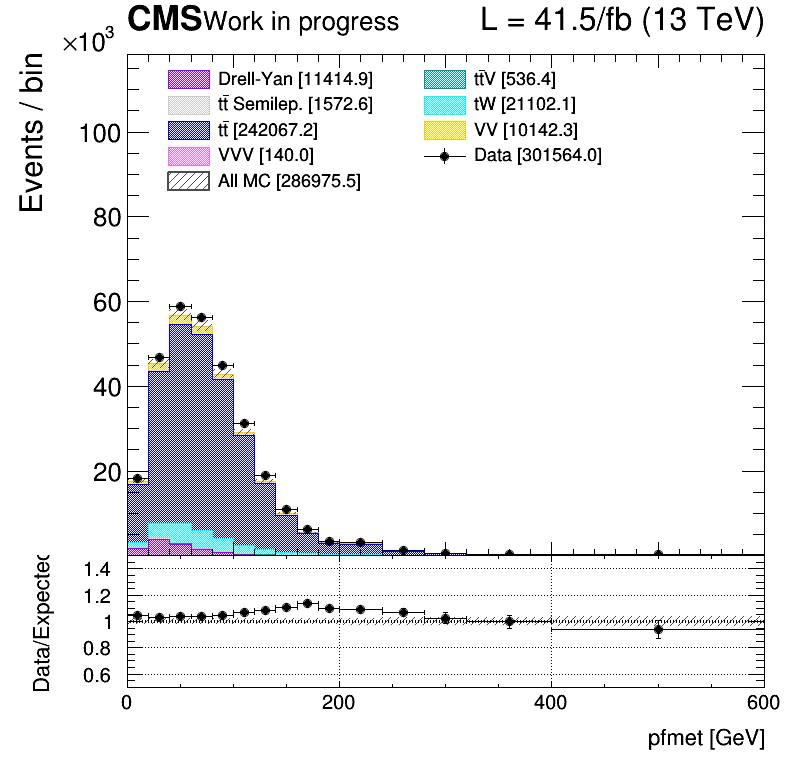 CMS Work in progress L = 41.5/fb (13 TeV)
×10³
Events / bin
Drell-Yan [11414.9] tt̄V [536.4]
tt̄ Semilep. [1572.6] tW [21102.1]
tt̄ [242067.2] VV [10142.3]
VVV [140.0] Data [301564.0]
All MC [286975.5]
100
80
60
40
20
Data/Expected
1.4
1.2
1
0.8
0.6
0 200 400 600
pfmet [GeV]